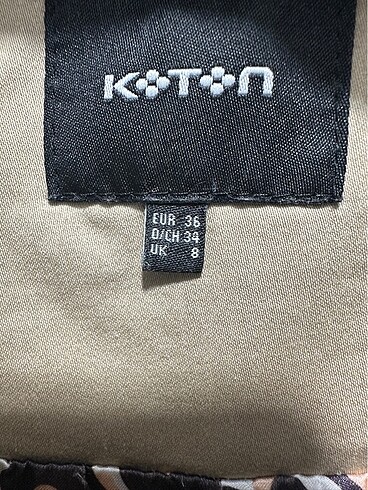 KOTON
EUR 36
D/CH 34
UK 8